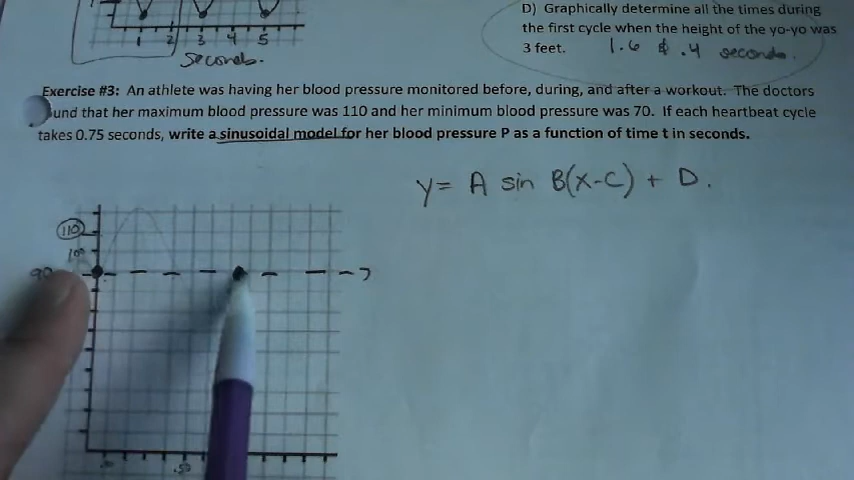 D) Graphically determine all the times during
the first cycle when the height of the yo-yo was
3 feet. 1.6 & .4 seconds.
1 2 3 4 5
Seconds.
Exercise #3: An athlete was having her blood pressure monitored before, during, and after a workout. The doctors
und that her maximum blood pressure was 110 and her minimum blood pressure was 70. If each heartbeat cycle
takes 0.75 seconds, write a sinusoidal model for her blood pressure P as a function of time t in seconds.
y= A sin B(x-C) + D.
110
100
90
.50